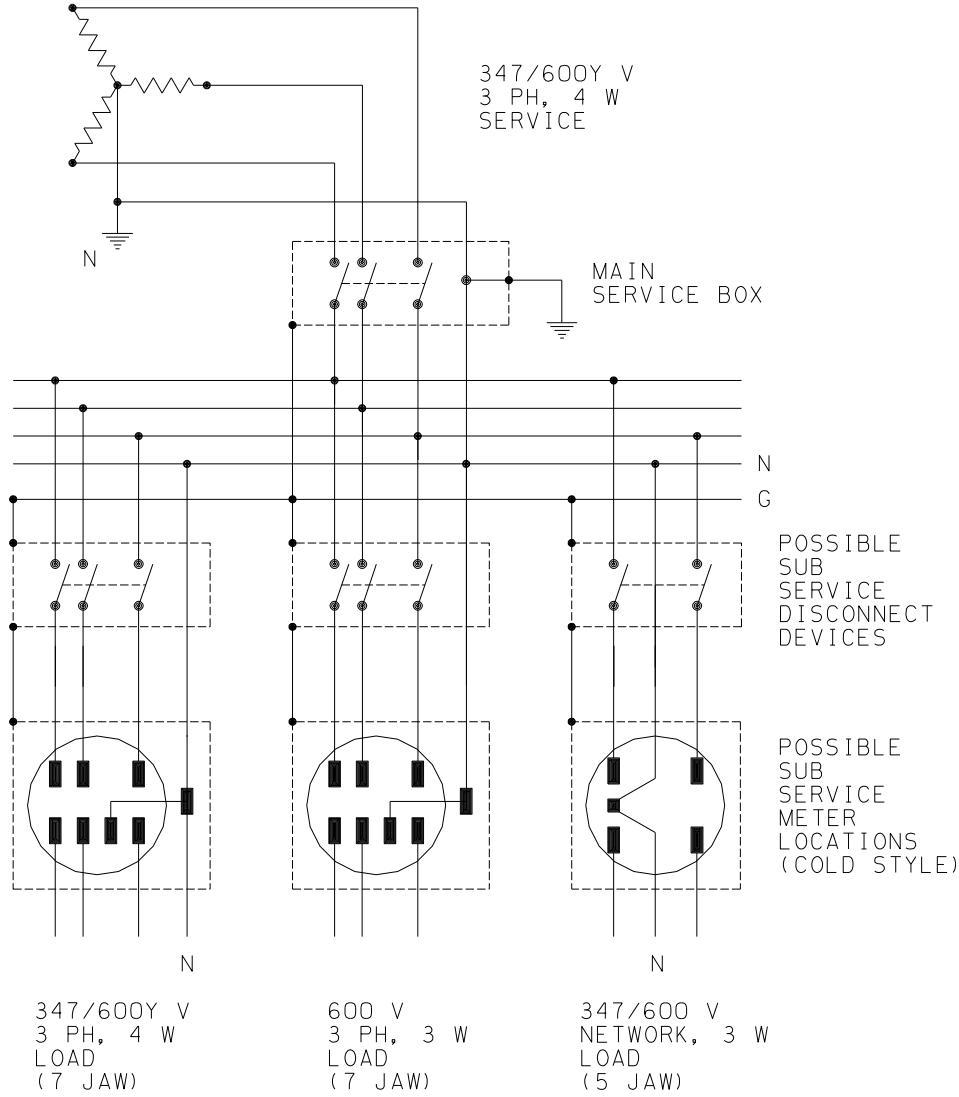 347/600Y V
3 PH, 4 W
SERVICE
N
MAIN
SERVICE BOX
N
G
POSSIBLE
SUB
SERVICE
DISCONNECT
DEVICES
POSSIBLE
SUB
SERVICE
METER
LOCATIONS
(COLD STYLE)
N
N
347/600Y V
3 PH, 4 W
LOAD
(7 JAW)
600 V
3 PH, 3 W
LOAD
(7 JAW)
347/600 V
NETWORK, 3 W
LOAD
(5 JAW)